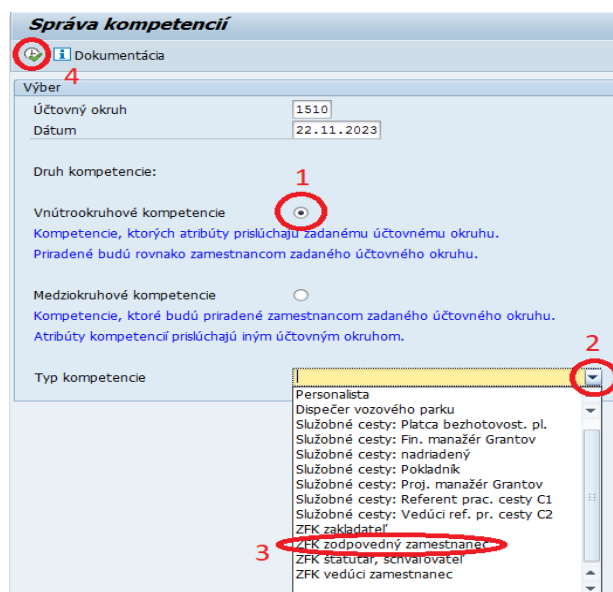 Správa kompetencií
Dokumentácia
4
Výber
Účtovný okruh 1510
Dátum 22.11.2023
Druh kompetencie:
1
Vnútrookruhové kompetencie
Kompetencie, ktorých atribúty prislúchajú zadanému účtovnému okruhu.
Priradené budú rovnako zamestnancom zadaného účtovného okruhu.
Medziokruhové kompetencie
Kompetencie, ktoré budú priradené zamestnancom zadaného účtovného okruhu.
Atribúty kompetencií prislúchajú iným účtovným okruhom.
2
Typ kompetencie
Personalista
Dispečer vozového parku
Služobné cesty: Platca bezhotovost. pl.
Služobné cesty: Fin. manažér Grantov
Služobné cesty: nadriadený
Služobné cesty: Pokladník
Služobné cesty: Proj. manažér Grantov
Služobné cesty: Referent prac. cesty C1
Služobné cesty: Vedúci ref. pr. cesty C2
ZFK zakladateľ
3 ZFK zodpovedný zamestnanec
ZFK štatutár, schvaľovateľ
ZFK vedúci zamestnanec